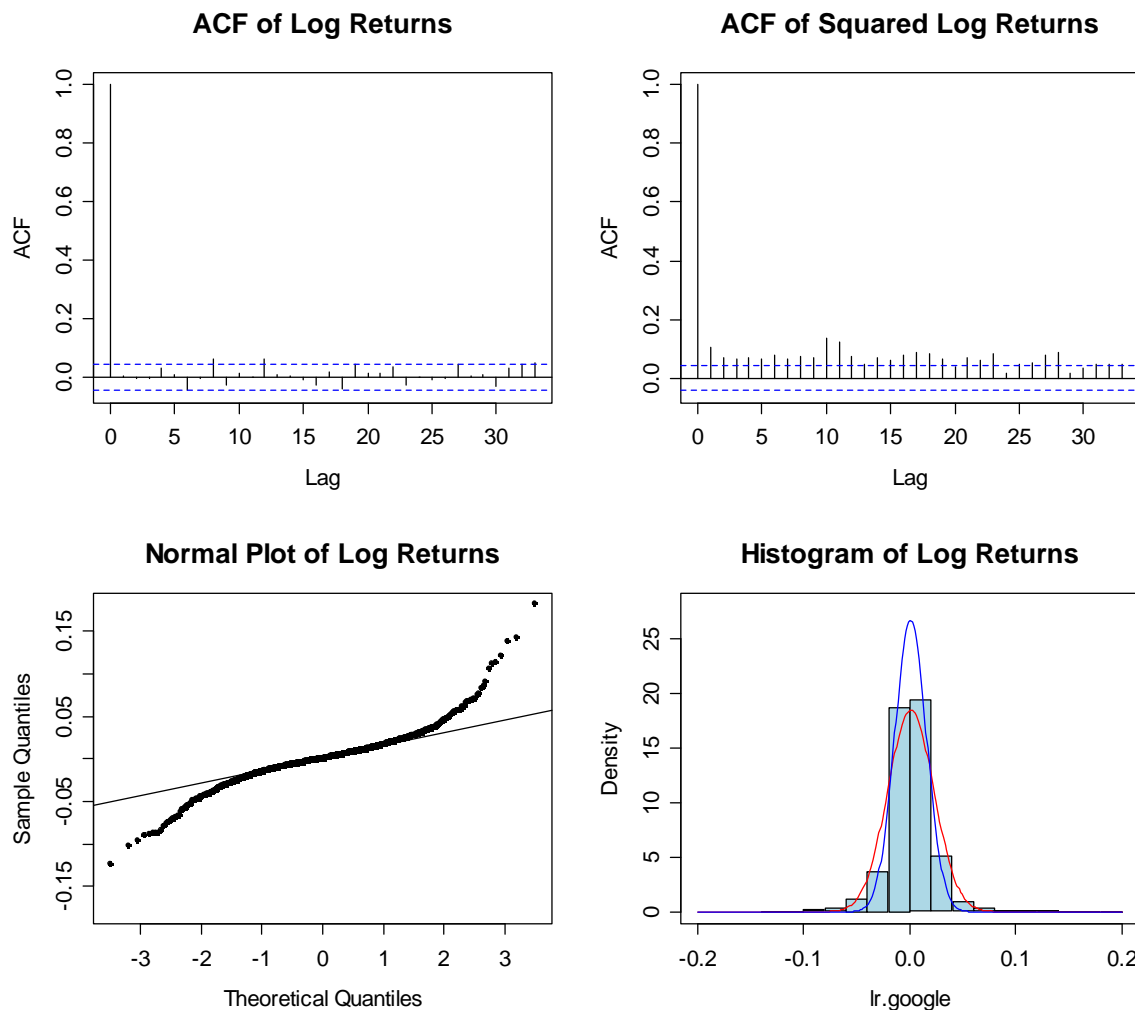 ACF of Log Returns
ACF
0.0 0.2 0.4 0.6 0.8 1.0
0 5 10 15 20 25 30
Lag
ACF of Squared Log Returns
ACF
0.0 0.2 0.4 0.6 0.8 1.0
0 5 10 15 20 25 30
Lag
Normal Plot of Log Returns
Sample Quantiles
-0.15 -0.05 0.05 0.15
-3 -2 -1 0 1 2 3
Theoretical Quantiles
Histogram of Log Returns
Density
0 5 10 15 20 25
-0.2 -0.1 0.0 0.1 0.2
lr.google